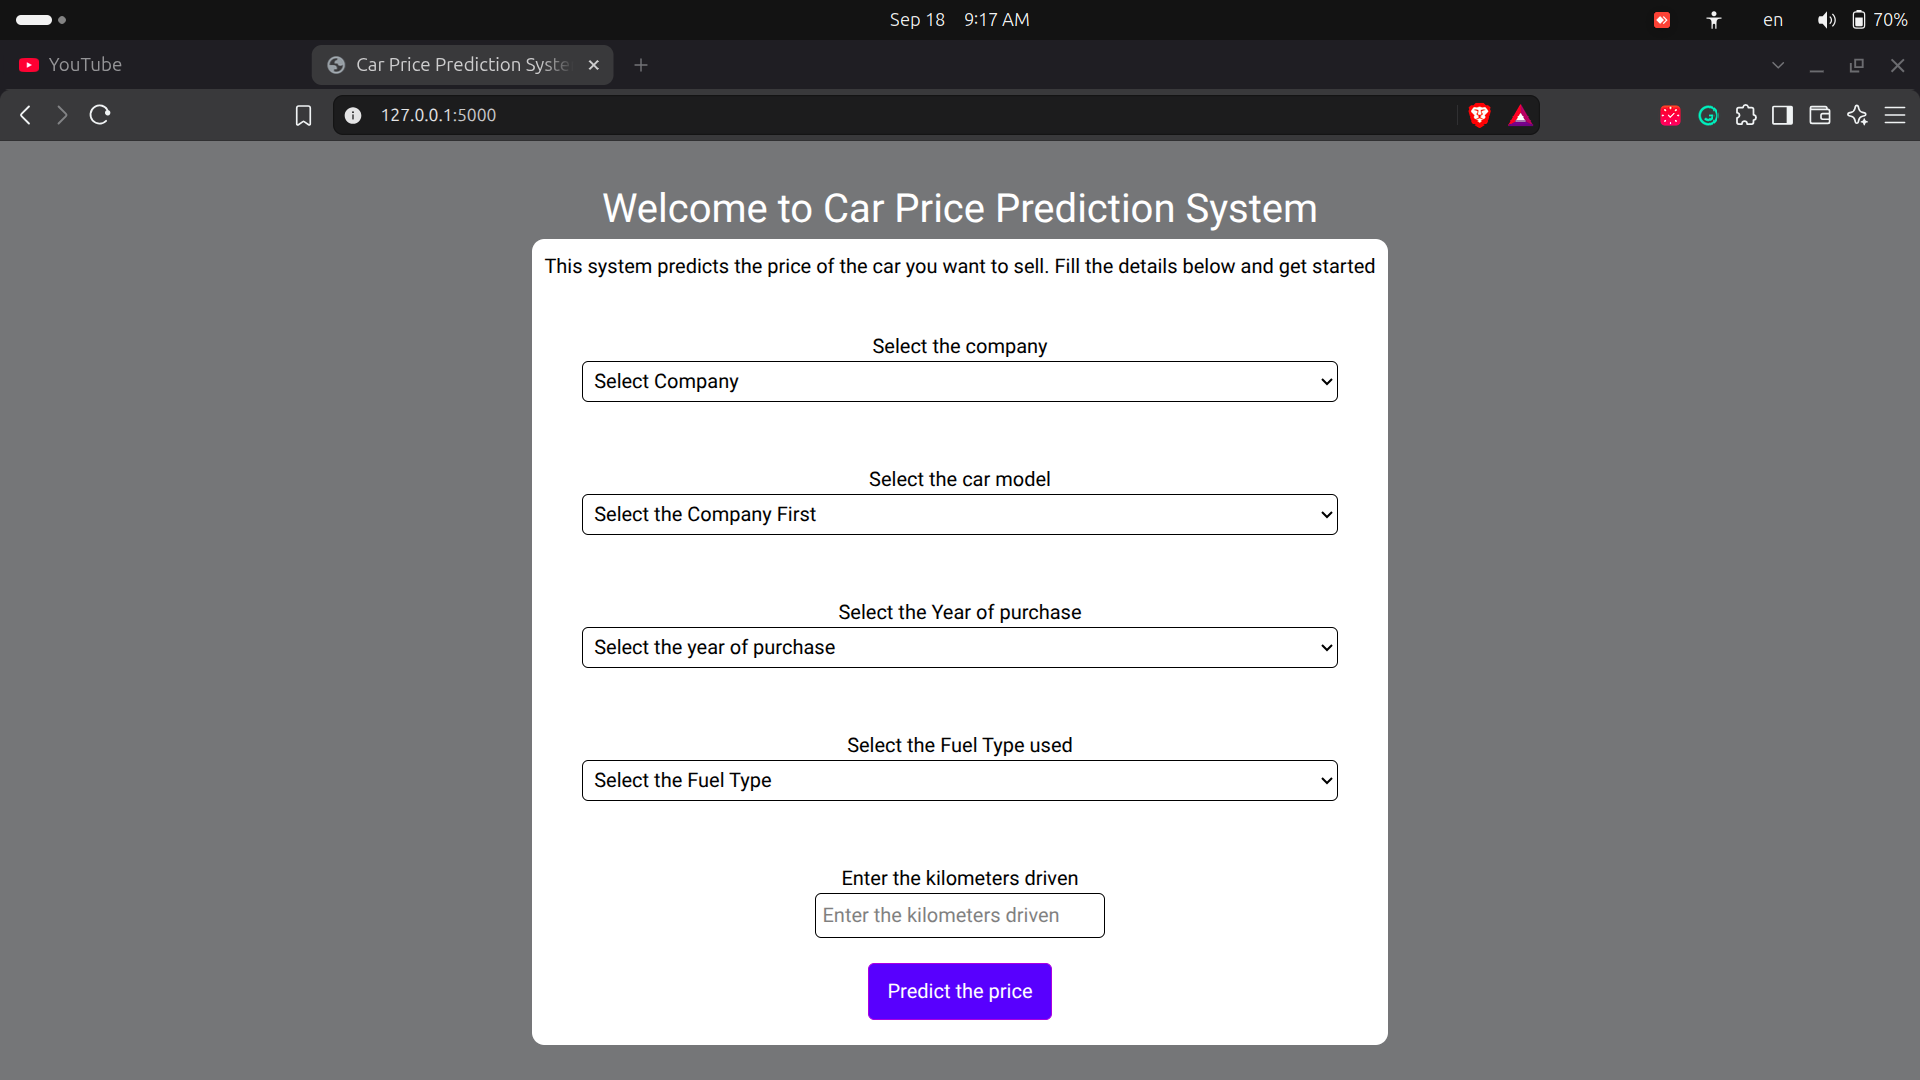 Sep 18 9:17 AM
en
70%
YouTube
Car Price Prediction Syste
127.0.0.1:5000
Welcome to Car Price Prediction System
This system predicts the price of the car you want to sell. Fill the details below and get started
Select the company
Select Company
Select the car model
Select the Company First
Select the Year of purchase
Select the year of purchase
Select the Fuel Type used
Select the Fuel Type
Enter the kilometers driven
Enter the kilometers driven
Predict the price